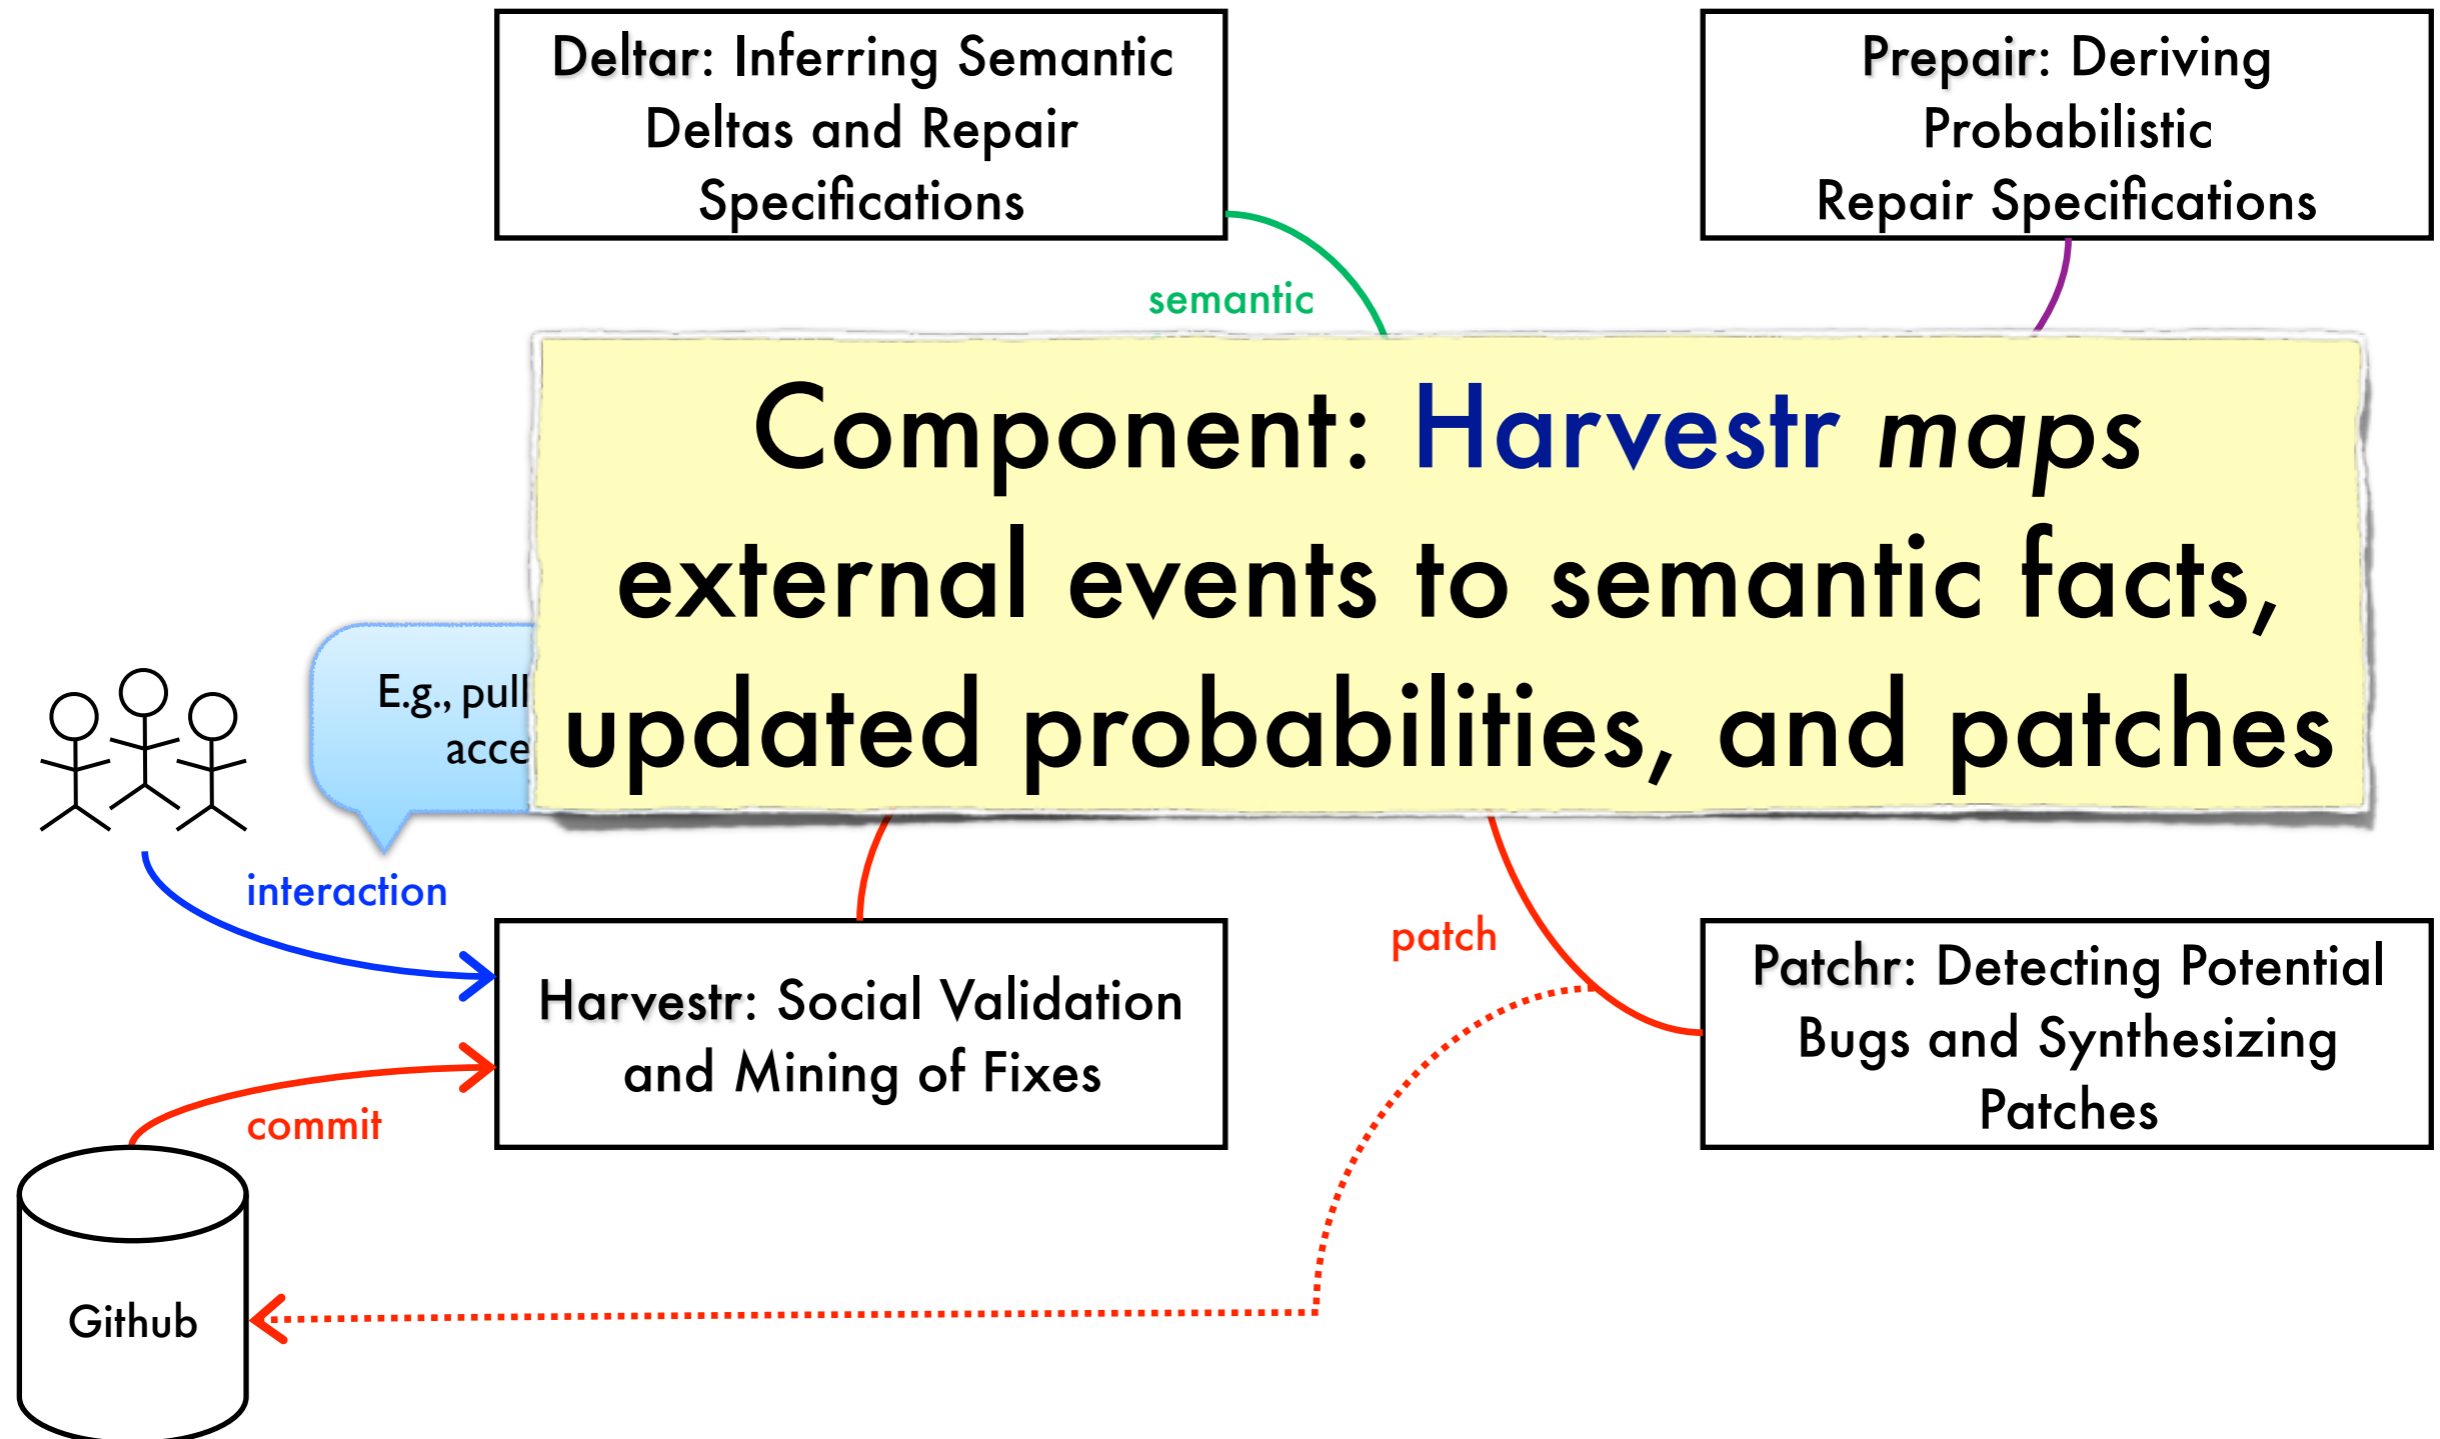 Deltar: Inferring Semantic
Deltas and Repair
Specifications
Prepair: Deriving
Probabilistic
Repair Specifications
semantic
Component: Harvestr maps
external events to semantic facts,
updated probabilities, and patches
E.g., pull
interaction
Harvestr: Social Validation
and Mining of Fixes
patch
Patchr: Detecting Potential
Bugs and Synthesizing
Patches
commit
Github